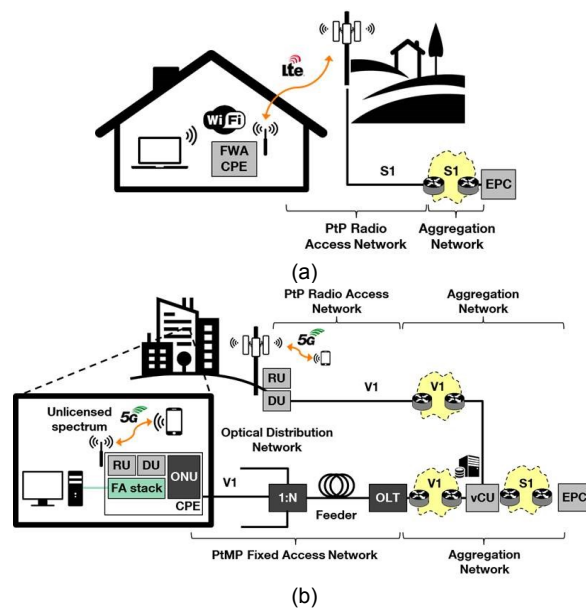 Lte
WiFi
FWA
CPE
S1
S1
EPC
PtP Radio
Access Network
Aggregation
Network
(a)
PtP Radio Access Network
Aggregation
Network
5G
RU
DU
V1
V1
Unlicensed
spectrum
5G
Optical Distribution
Network
RU
DU
ONU
FA stack
CPE
V1
1:N
Feeder
OLT
V1
vCU
S1
EPC
PtMP Fixed Access Network
Aggregation
Network
(b)